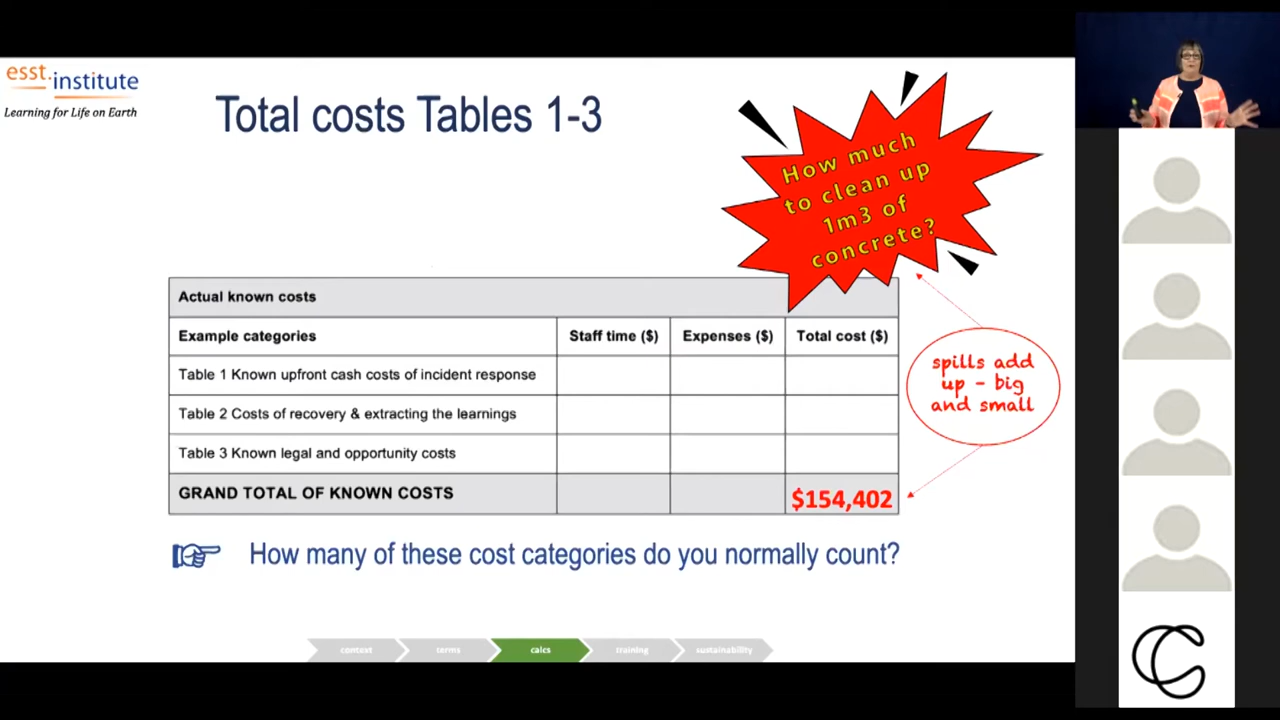 esst.institute
Learning for Life on Earth
Total costs Tables 1-3
How much
to clean up
1m3 of
concrete?
Actual known costs
Example categories Staff time ($) Expenses ($) Total cost ($)
Table 1 Known upfront cash costs of incident response
Table 2 Costs of recovery & extracting the learnings
Table 3 Known legal and opportunity costs
GRAND TOTAL OF KNOWN COSTS $154,402
spills add
up - big
and small
How many of these cost categories do you normally count?
context terms calcs training sustainability